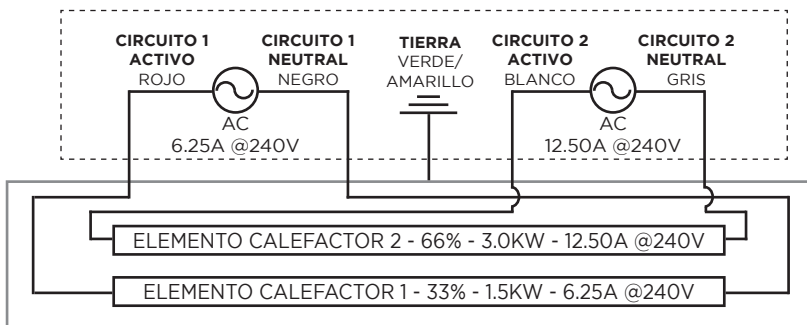 CIRCUITO 1
ACTIVO
ROJO
CIRCUITO 1
NEUTRAL
NEGRO
TIERRA
VERDE/
AMARILLO
CIRCUITO 2
ACTIVO
BLANCO
CIRCUITO 2
NEUTRAL
GRIS
AC
6.25A @240V
AC
12.50A @240V
ELEMENTO CALEFACTOR 2 - 66% - 3.0KW - 12.50A @240V
ELEMENTO CALEFACTOR 1 - 33% - 1.5KW - 6.25A @240V